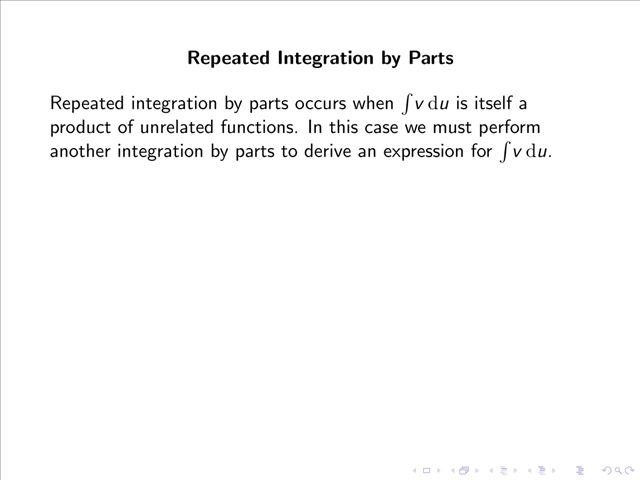 Repeated Integration by Parts
Repeated integration by parts occurs when ∫ v du is itself a
product of unrelated functions. In this case we must perform
another integration by parts to derive an expression for ∫ v du.